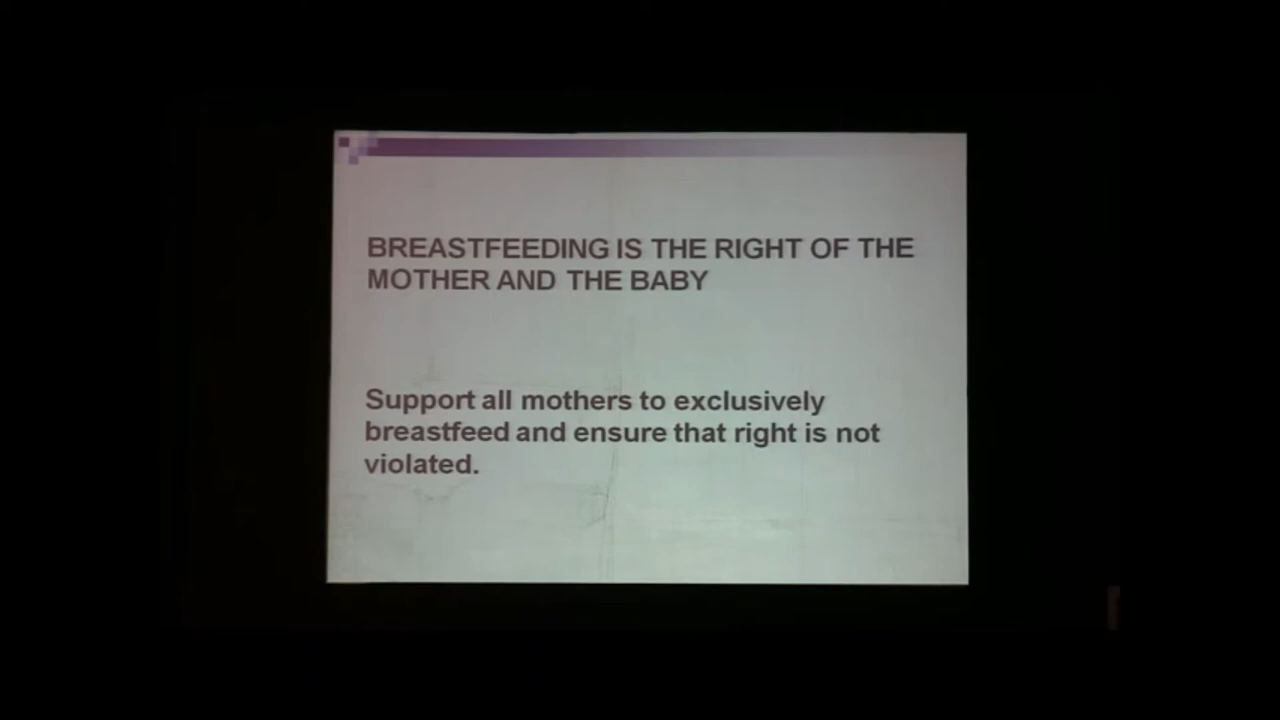 BREASTFEEDING IS THE RIGHT OF THE
MOTHER AND THE BABY
Support all mothers to exclusively
breastfeed and ensure that right is not
violated.